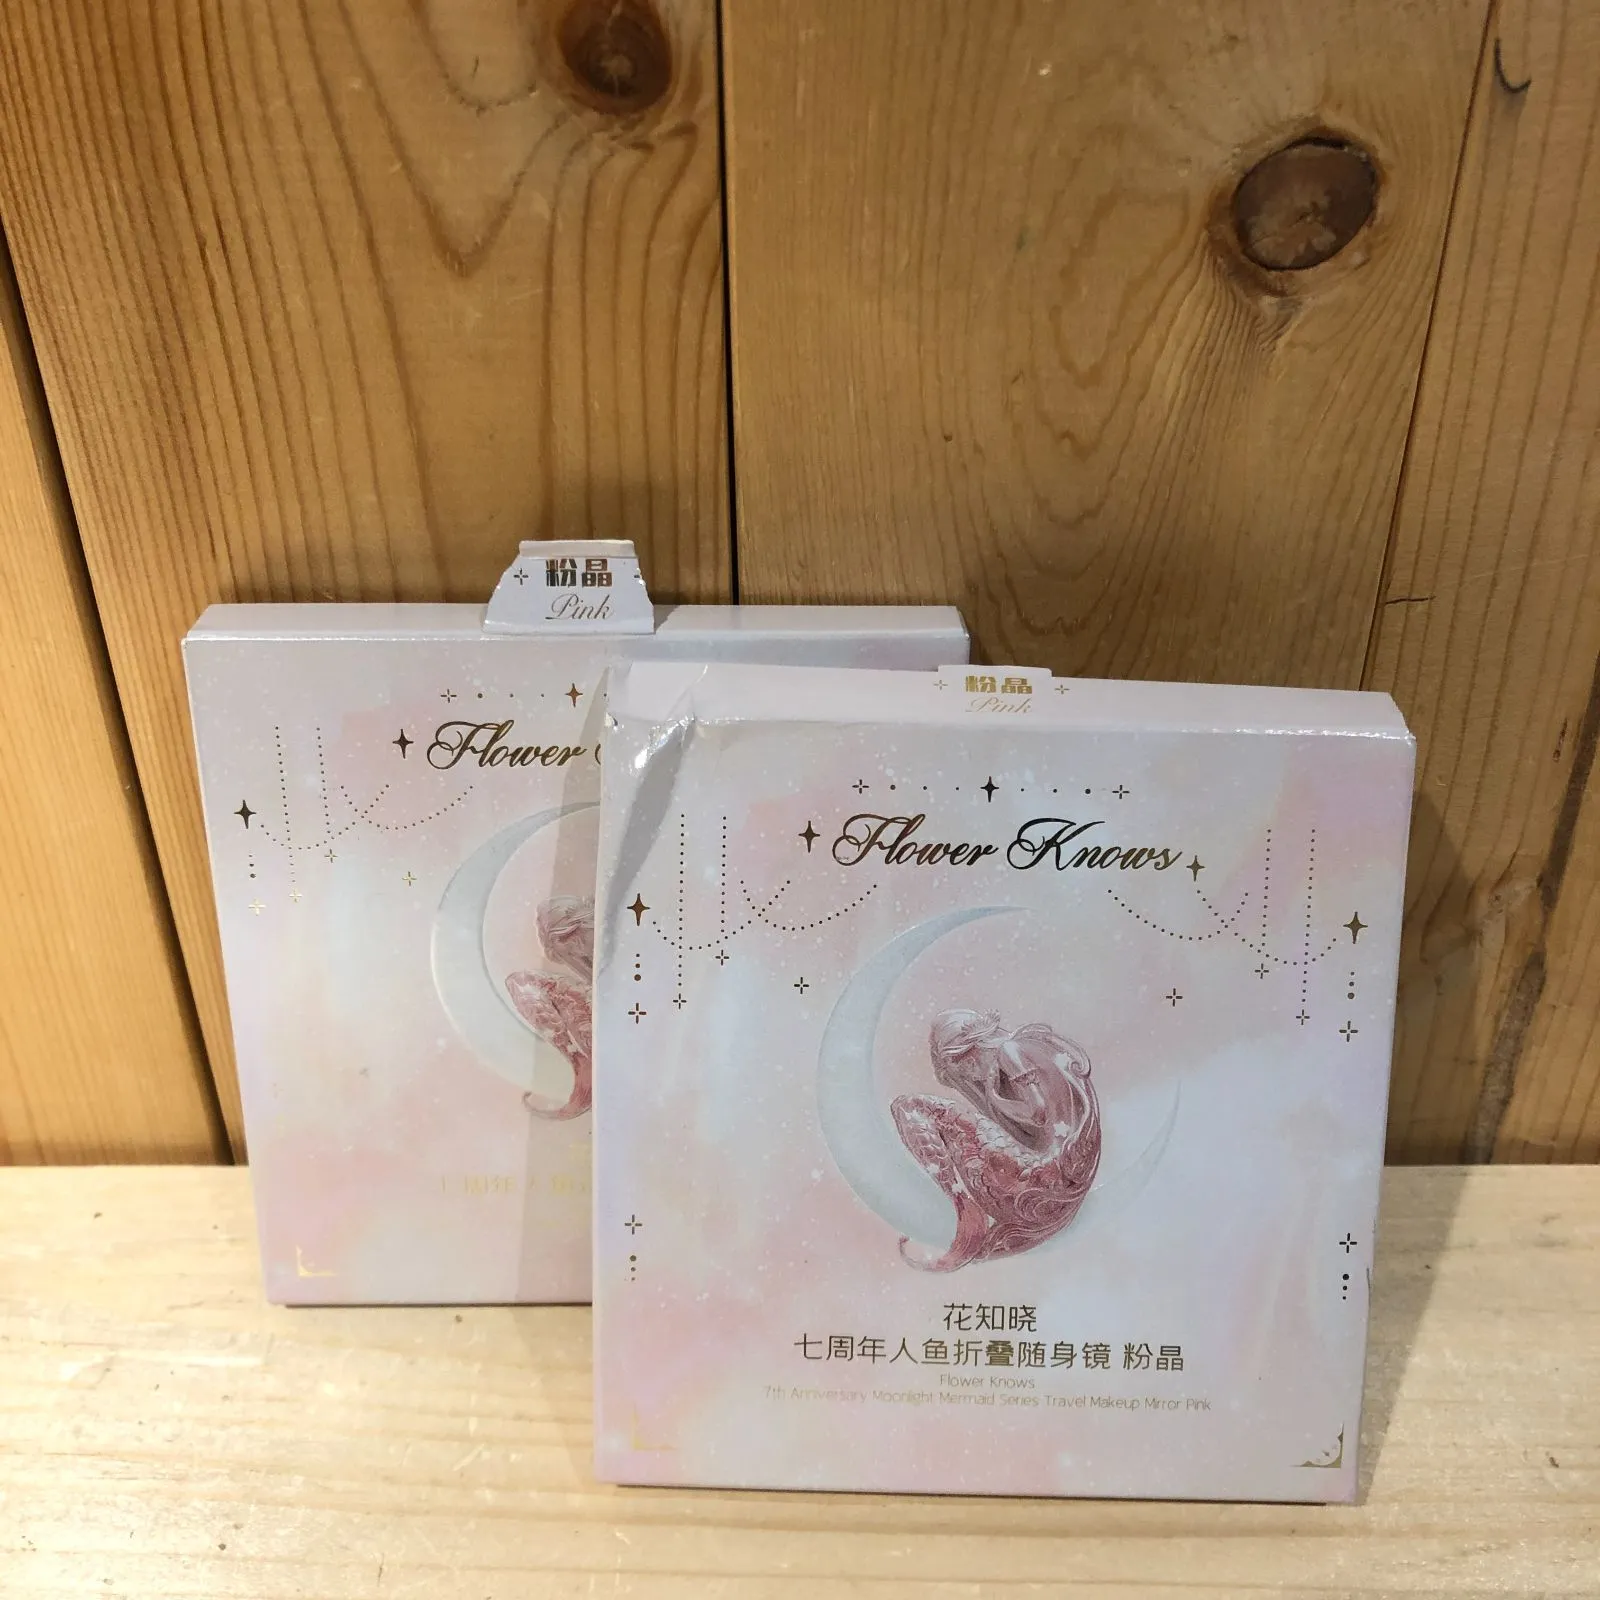 粉晶
Pink
Flower
粉晶
Pink
Flower Knows
花知晓
七周年人鱼折叠随身镜 粉晶
Flower Knows
7th Anniversary Moonlight Mermaid Series Travel Makeup Mirror Pink